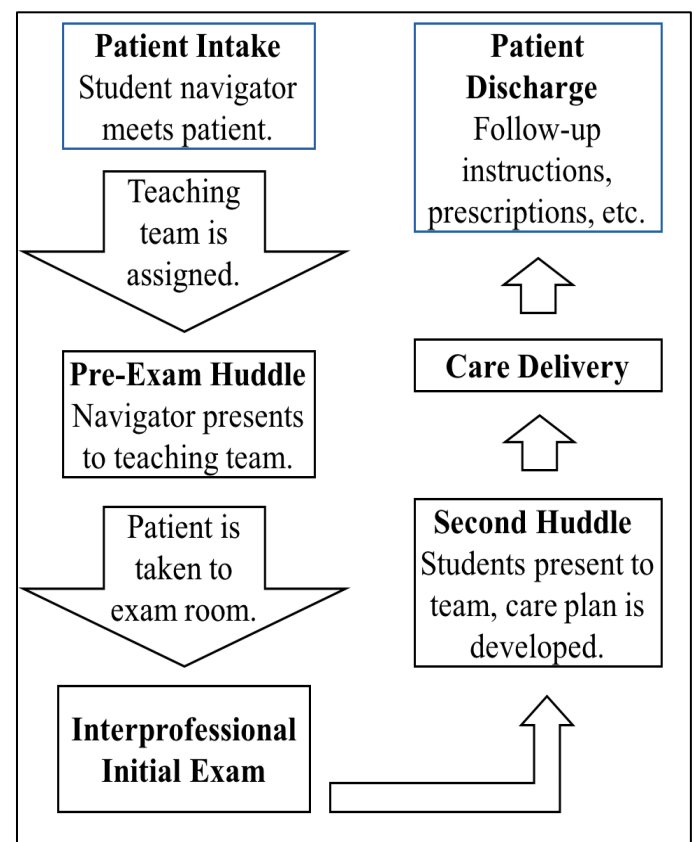 Patient Intake
Student navigator
meets patient.
Teaching
team is
assigned.
Pre-Exam Huddle
Navigator presents
to teaching team.
Patient is
taken to
exam room.
Interprofessional
Initial Exam
Second Huddle
Students present to
team, care plan is
developed.
Care Delivery
Patient
Discharge
Follow-up
instructions,
prescriptions, etc.